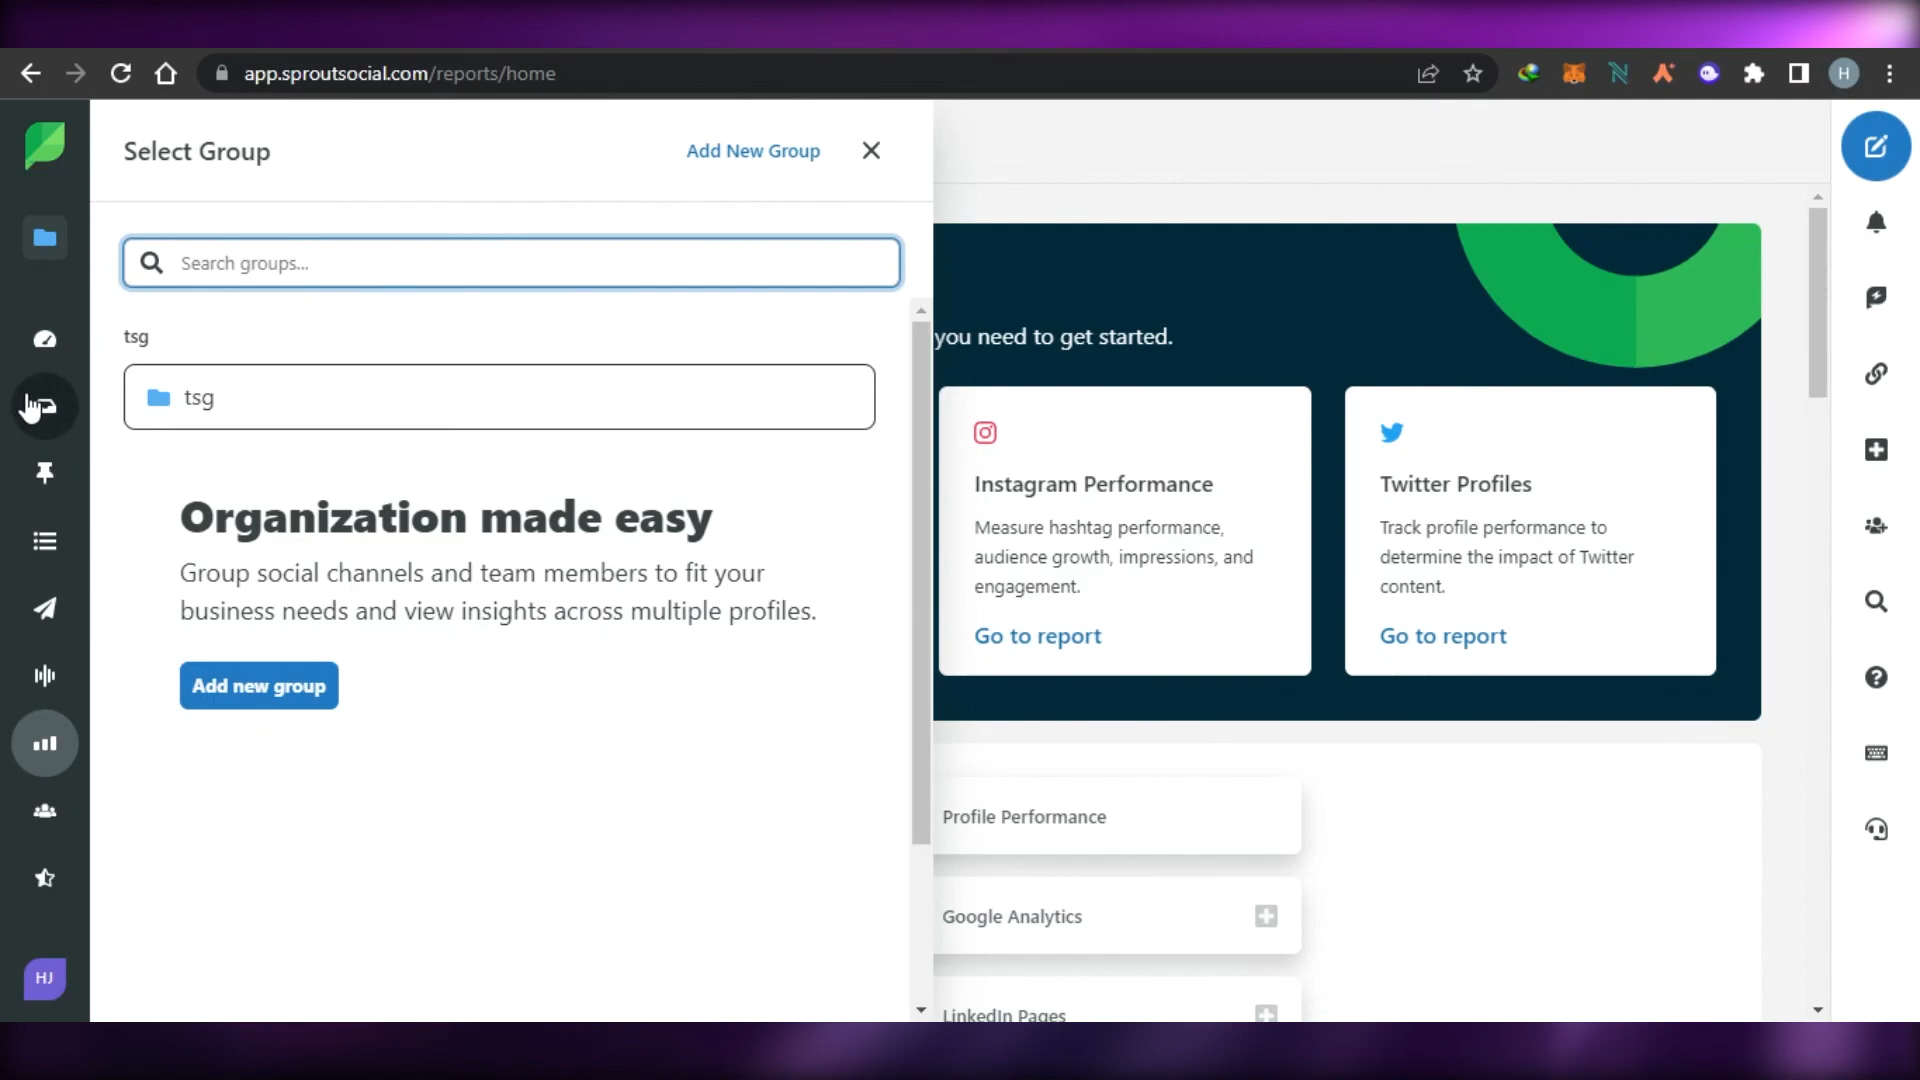 app.sproutsocial.com/reports/home
H
Select Group
Add New Group
Search groups...
tsg
tsg
Organization made easy
Group social channels and team members to fit your
business needs and view insights across multiple profiles.
Add new group
HJ
you need to get started.
Instagram Performance
Measure hashtag performance,
audience growth, impressions, and
engagement.
Go to report
Twitter Profiles
Track profile performance to
determine the impact of Twitter
content.
Go to report
Profile Performance
Google Analytics
LinkedIn Pages